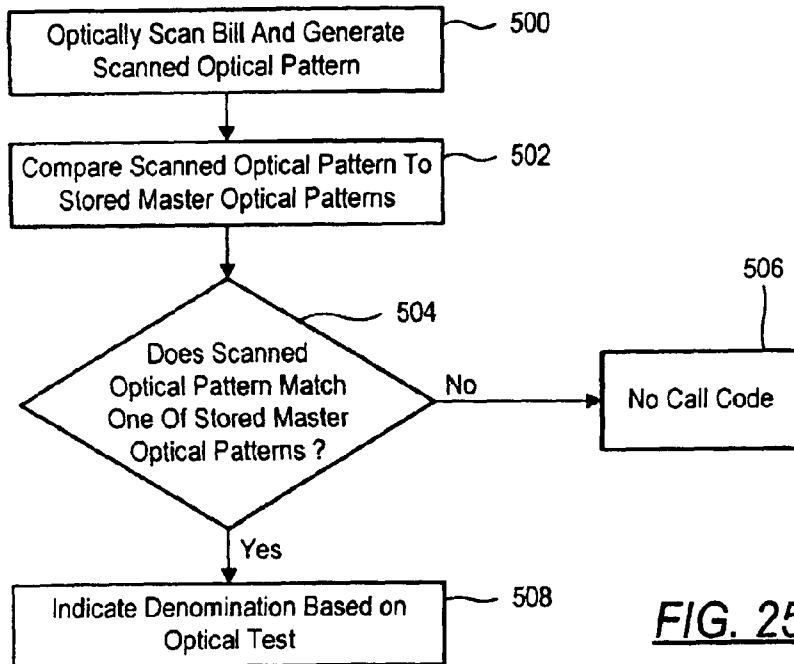 Optically Scan Bill And Generate
Scanned Optical Pattern
500
Compare Scanned Optical Pattern To
Stored Master Optical Patterns
502
504
Does Scanned
Optical Pattern Match
One Of Stored Master
Optical Patterns ?
No
506
No Call Code
Yes
Indicate Denomination Based on
Optical Test
508
FIG. 25